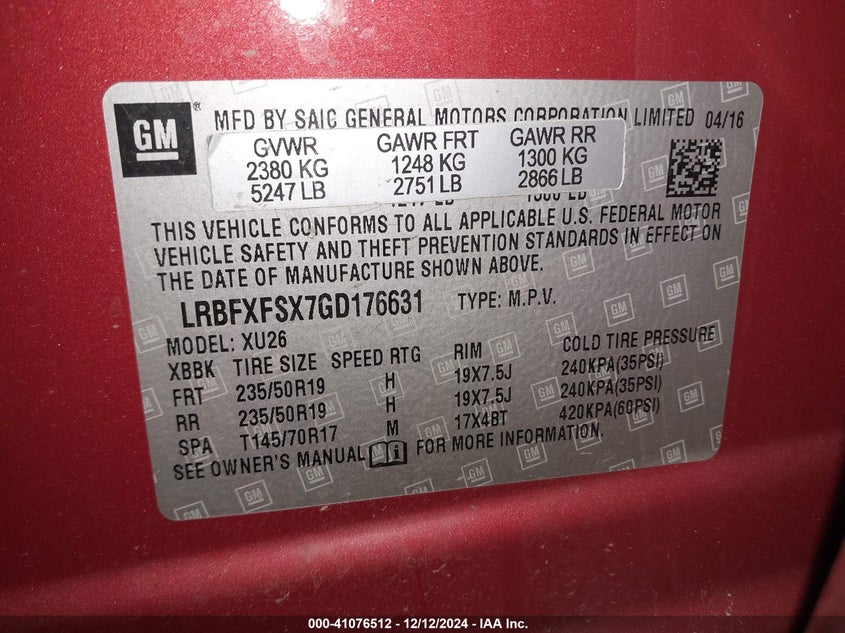 GM ® MFD BY SAIC GENERAL MOTORS CORPORATION LIMITED 04/16
GVWR GAWR FRT GAWR RR
2380 KG 1248 KG 1300 KG
5247 LB 2751 LB 2866 LB
THIS VEHICLE CONFORMS TO ALL APPLICABLE U.S. FEDERAL MOTOR
VEHICLE SAFETY AND THEFT PREVENTION STANDARDS IN EFFECT ON
THE DATE OF MANUFACTURE SHOWN ABOVE.
LRBFXFSX7GD176631 TYPE: M.P.V.
MODEL: XU26
XBBK TIRE SIZE SPEED RTG RIM COLD TIRE PRESSURE
FRT 235/50R19 H 19X7.5J 240KPA(35PSI)
RR 235/50R19 H 19X7.5J 240KPA(35PSI)
SPA T145/70R17 M 17X4BT 420KPA(60PSI)
SEE OWNER'S MANUAL FOR MORE INFORMATION.
000-41076512 - 12/12/2024 - IAA Inc.